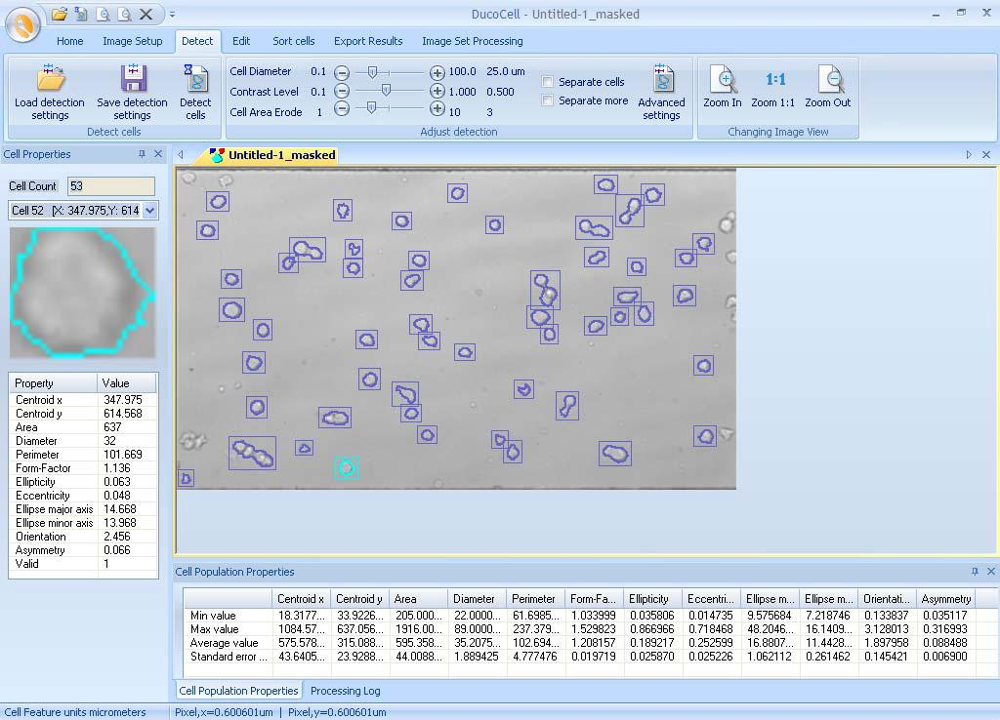 DucoCell - Untitled-1_masked
Home Image Setup Detect Edit Sort cells Export Results Image Set Processing
Load detection settings
Save detection settings
Detect cells
Detect cells
Cell Diameter 0.1 100.0 25.0 um
Contrast Level 0.1 1.000 0.500
Cell Area Erode 1 10 3
Separate cells
Separate more
Advanced settings
Adjust detection
Zoom In Zoom 1:1 Zoom Out
1:1
Changing Image View
Cell Properties
Untitled-1_masked
Cell Count 53
Cell 52 [X: 347.975,Y: 614
Property Value
Centroid x 347.975
Centroid y 614.568
Area 637
Diameter 32
Perimeter 101.669
Form-Factor 1.136
Ellipticity 0.063
Eccentricity 0.048
Ellipse major axis 14.668
Ellipse minor axis 13.968
Orientation 2.456
Asymmetry 0.066
Valid 1
Cell Population Properties
Centroid x Centroid y Area Diameter Perimeter Form-Fa... Ellipticity Eccentri... Ellipse m... Ellipse m... Orientati... Asymmetry
Min value 18.3177... 33.9226... 205.000... 22.0000... 61.6985... 1.033999 0.035806 0.014735 9.575684 7.218746 0.133837 0.035117
Max value 1084.57... 637.056... 1916.00... 89.0000... 237.379... 1.529823 0.866966 0.718468 48.2046... 16.1409... 3.128013 0.316993
Average value 575.578... 315.088... 595.358... 35.2075... 102.694... 1.208157 0.189217 0.252599 16.8807... 11.4428... 1.897958 0.088488
Standard error ... 43.6405... 23.9288... 44.0088... 1.889425 4.777476 0.019719 0.025870 0.025226 1.062112 0.261462 0.145421 0.006900
Cell Population Properties Processing Log
Cell Feature units micrometers Pixel,x=0.600601um | Pixel,y=0.600601um